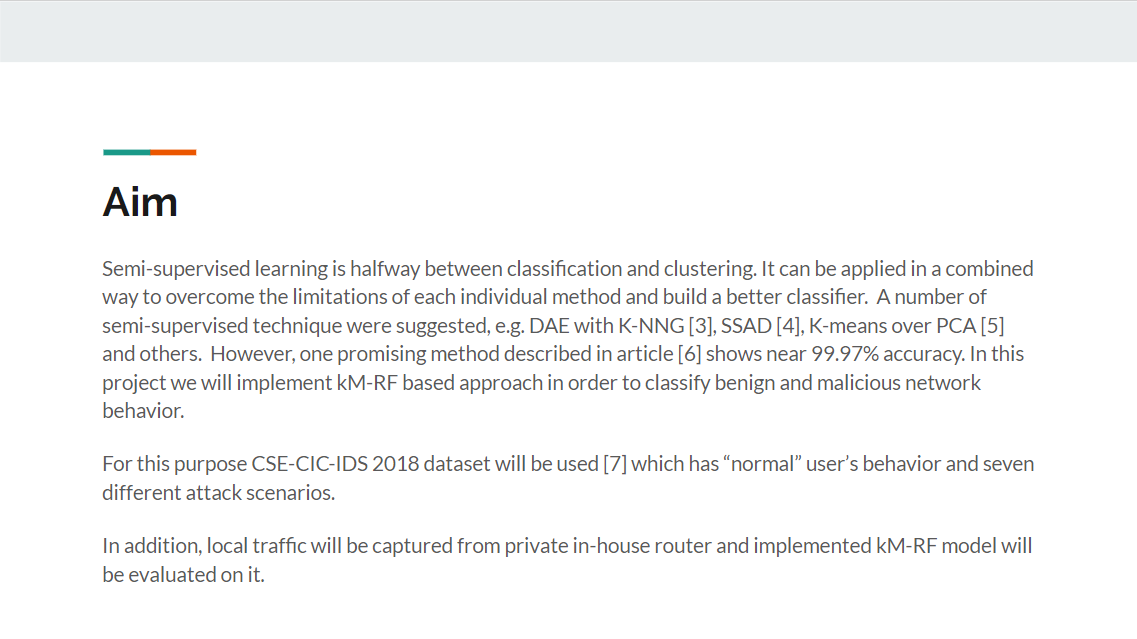 Aim
Semi-supervised learning is halfway between classification and clustering. It can be applied in a combined
way to overcome the limitations of each individual method and build a better classifier.  A number of
semi-supervised technique were suggested, e.g. DAE with K-NNG [3], SSAD [4], K-means over PCA [5]
and others.  However, one promising method described in article [6] shows near 99.97% accuracy. In this
project we will implement kM-RF based approach in order to classify benign and malicious network
behavior.
For this purpose CSE-CIC-IDS 2018 dataset will be used [7] which has “normal” user’s behavior and seven
different attack scenarios.
In addition, local traffic will be captured from private in-house router and implemented kM-RF model will
be evaluated on it.